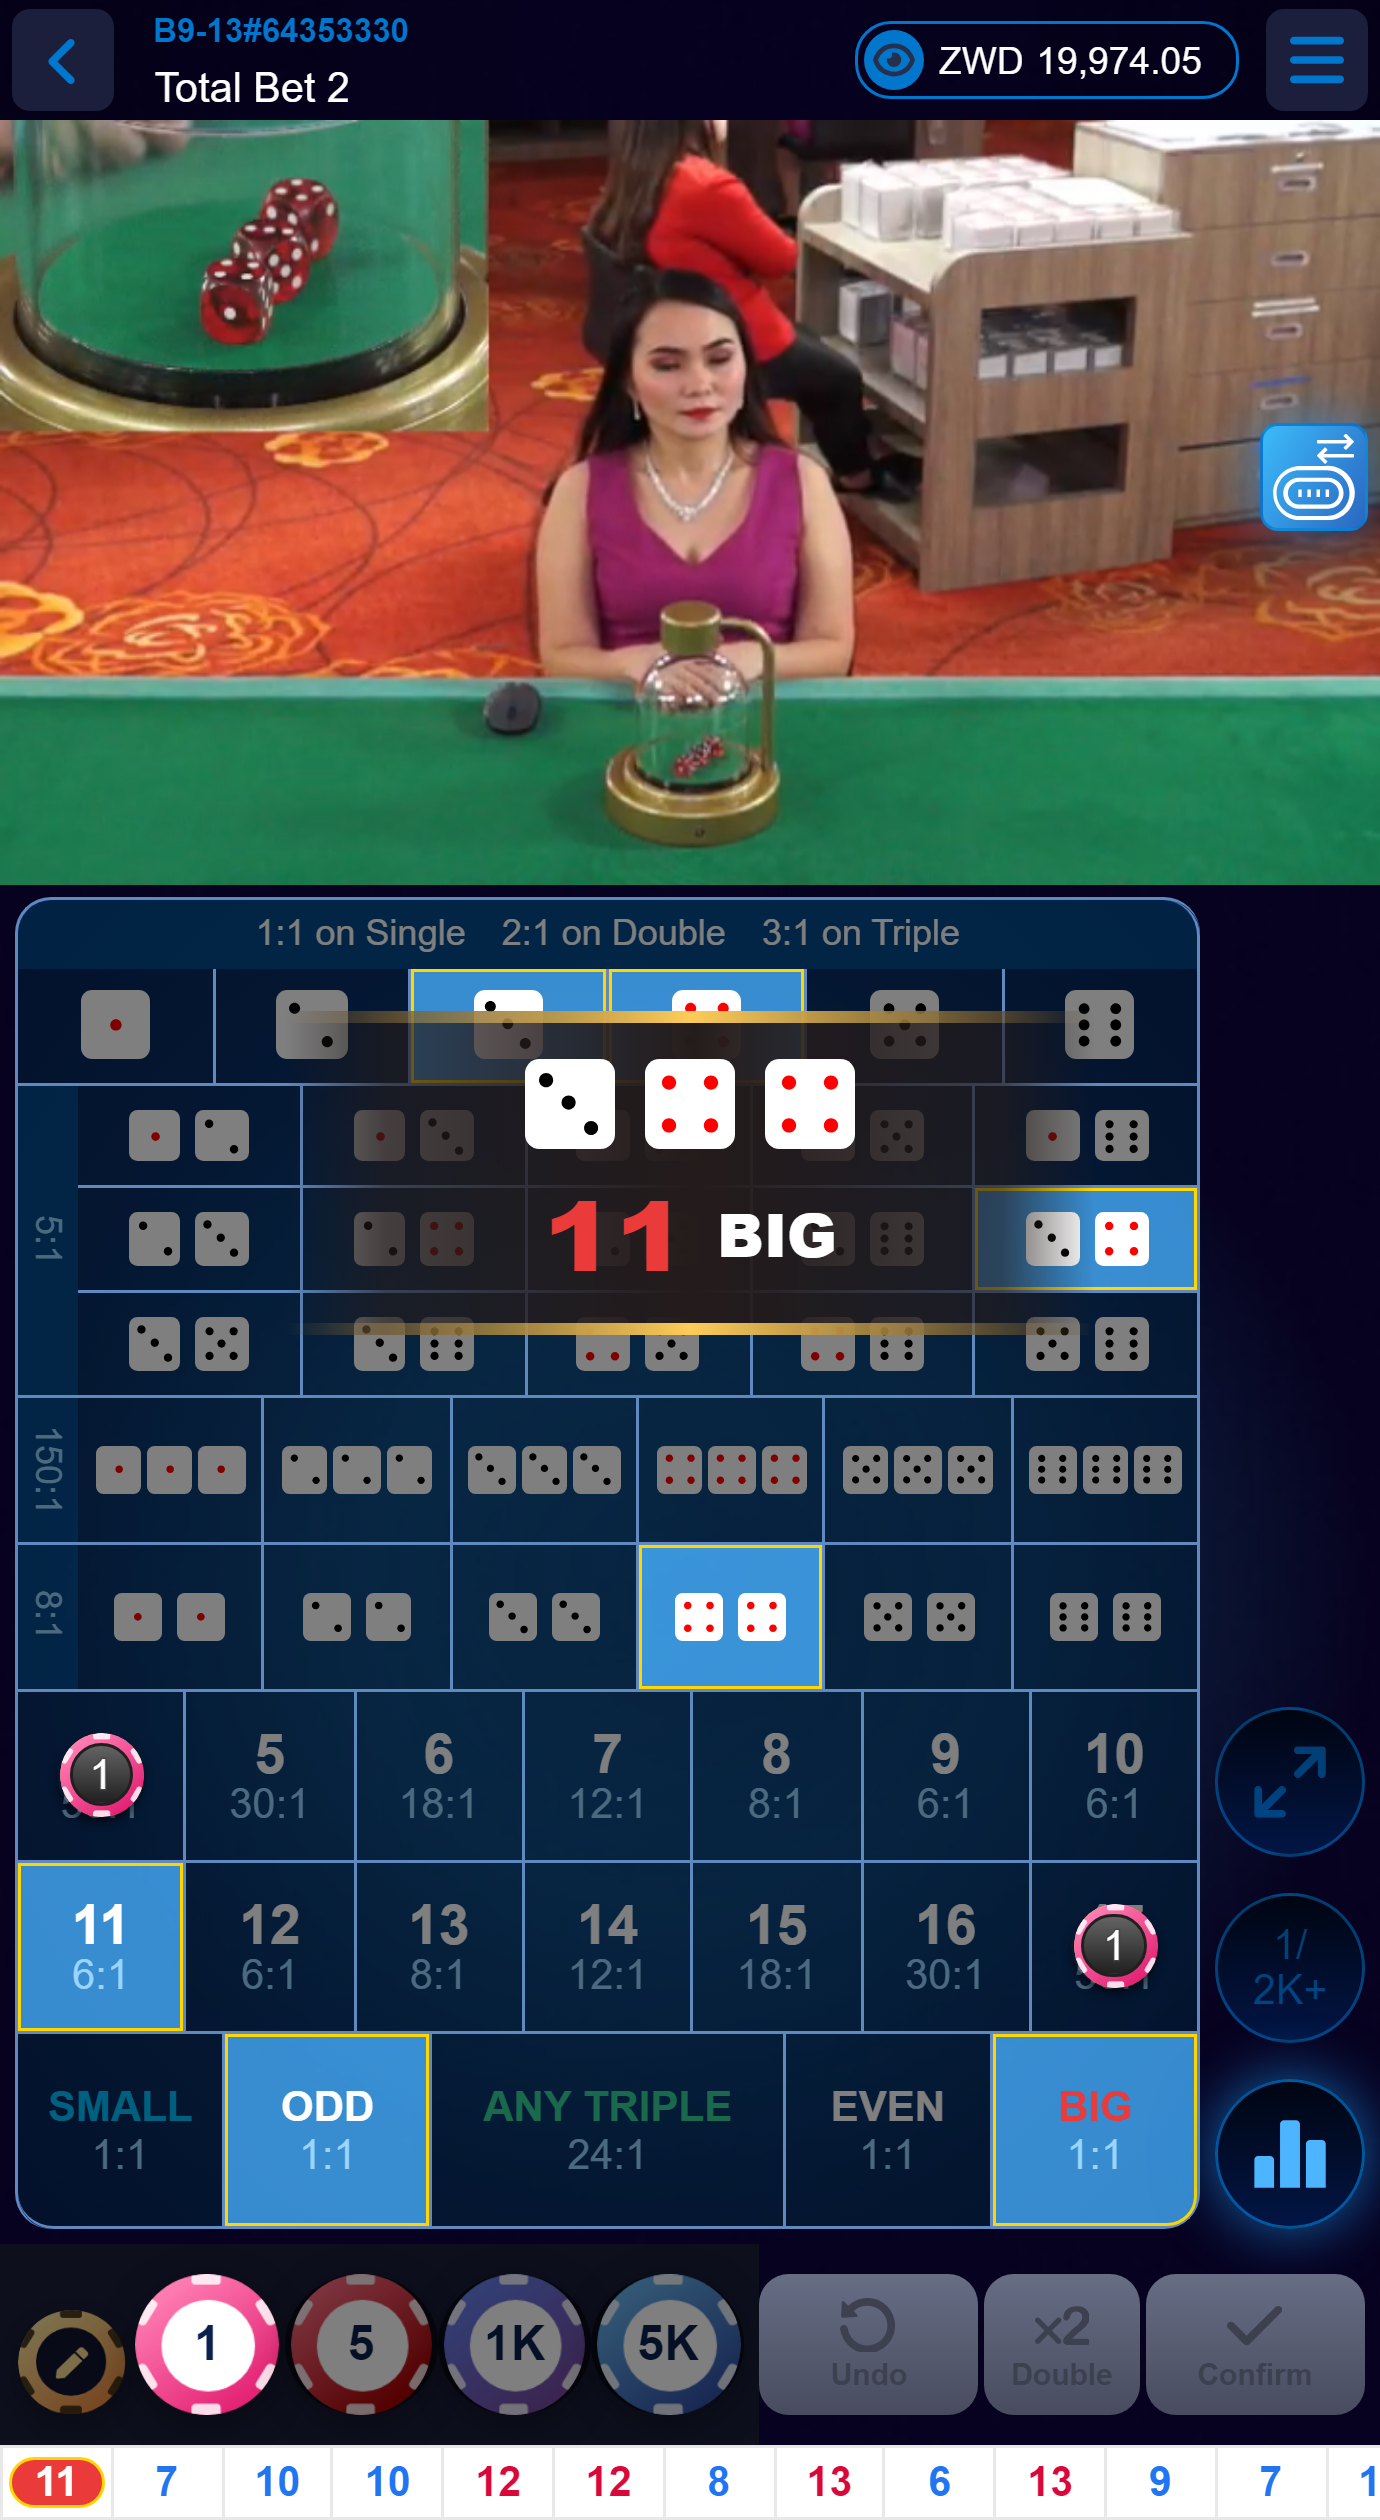 B9-13#64353330
Total Bet 2
ZWD 19,974.05
1:1 on Single 2:1 on Double 3:1 on Triple
11 BIG
5:1
150:1
8:1
1 5 6 7 8 9 10
30:1 18:1 12:1 8:1 6:1 6:1
11 12 13 14 15 16 1
6:1 6:1 8:1 12:1 18:1 30:1
SMALL ODD ANY TRIPLE EVEN BIG
1:1 1:1 24:1 1:1 1:1
1/
2K+
1 5 1K 5K
x2
Undo Double Confirm
11 7 10 10 12 12 8 13 6 13 9 7 1